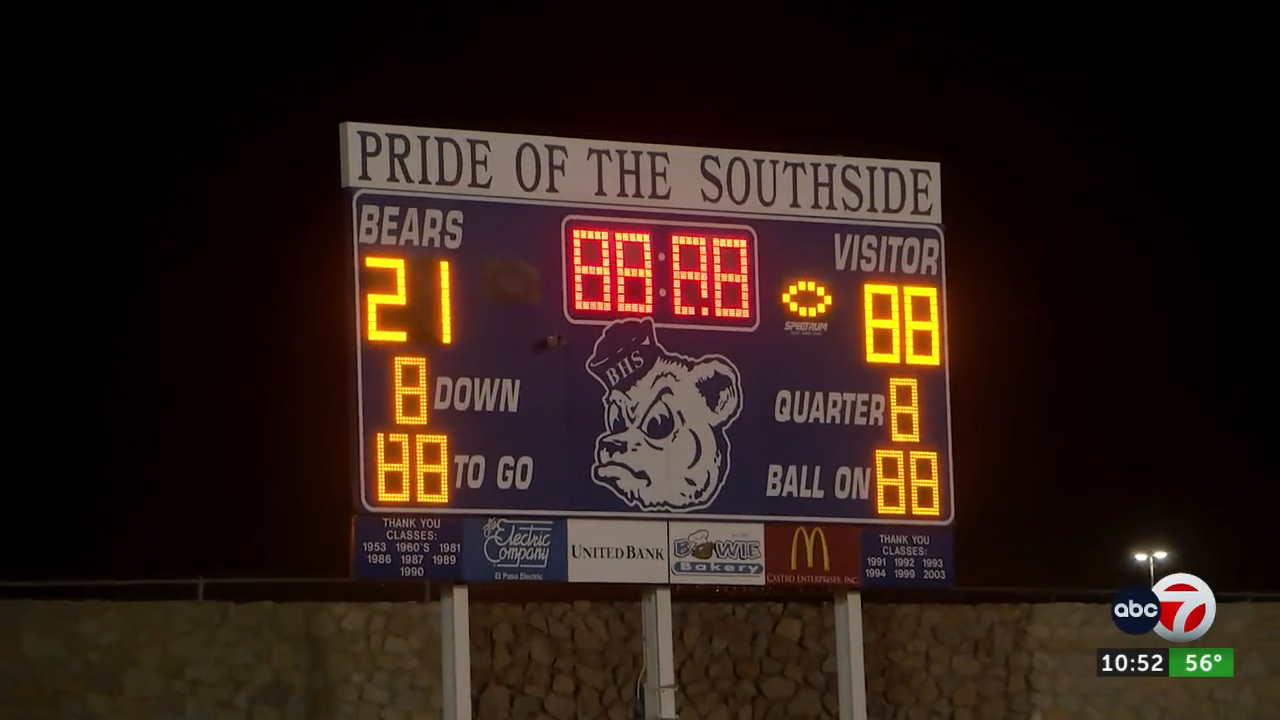 PRIDE OF THE SOUTHSIDE
BEARS
88:88
VISITOR
21
88
SPECTRUM
BHS
8 DOWN
QUARTER 8
88 TO GO
BALL ON 88
THANK YOU
CLASSES:
1953 1960'S 1981
1986 1987 1989
1990
The Electric Company
El Paso Electric
UNITED BANK
BOWIE
Bakery
CASTRO ENTERPRISES, INC.
THANK YOU
CLASSES:
1991 1992 1993
1994 1999 2003
abc 7
10:52 56°